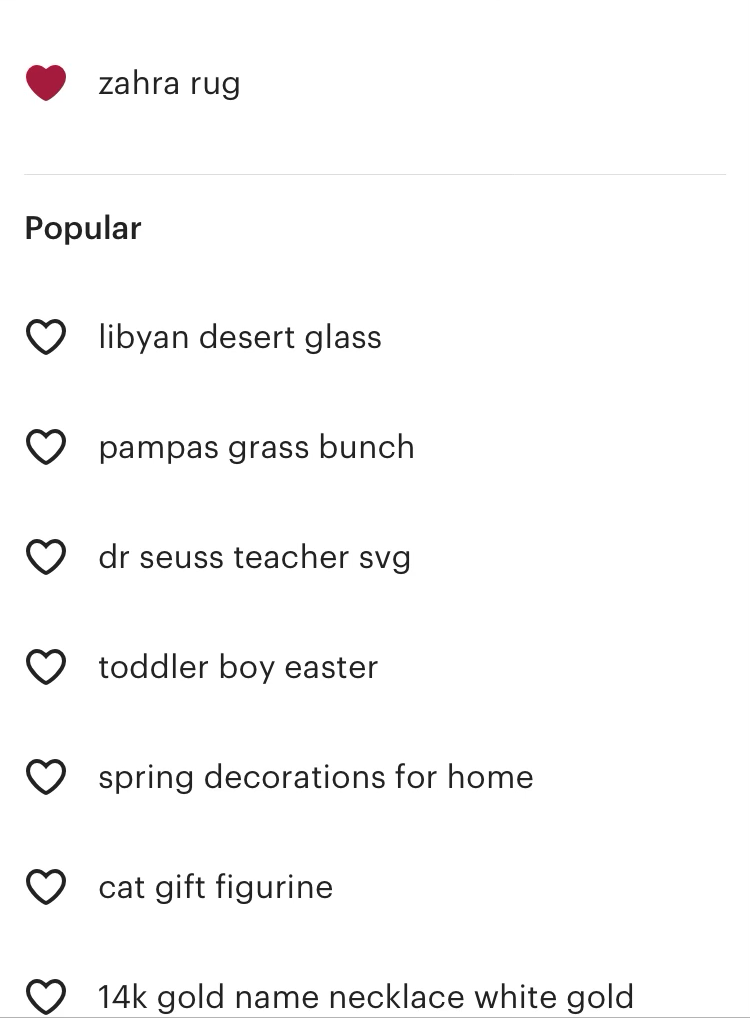 zahra rug
Popular
libyan desert glass
pampas grass bunch
dr seuss teacher svg
toddler boy easter
spring decorations for home
cat gift figurine
14k gold name necklace white gold